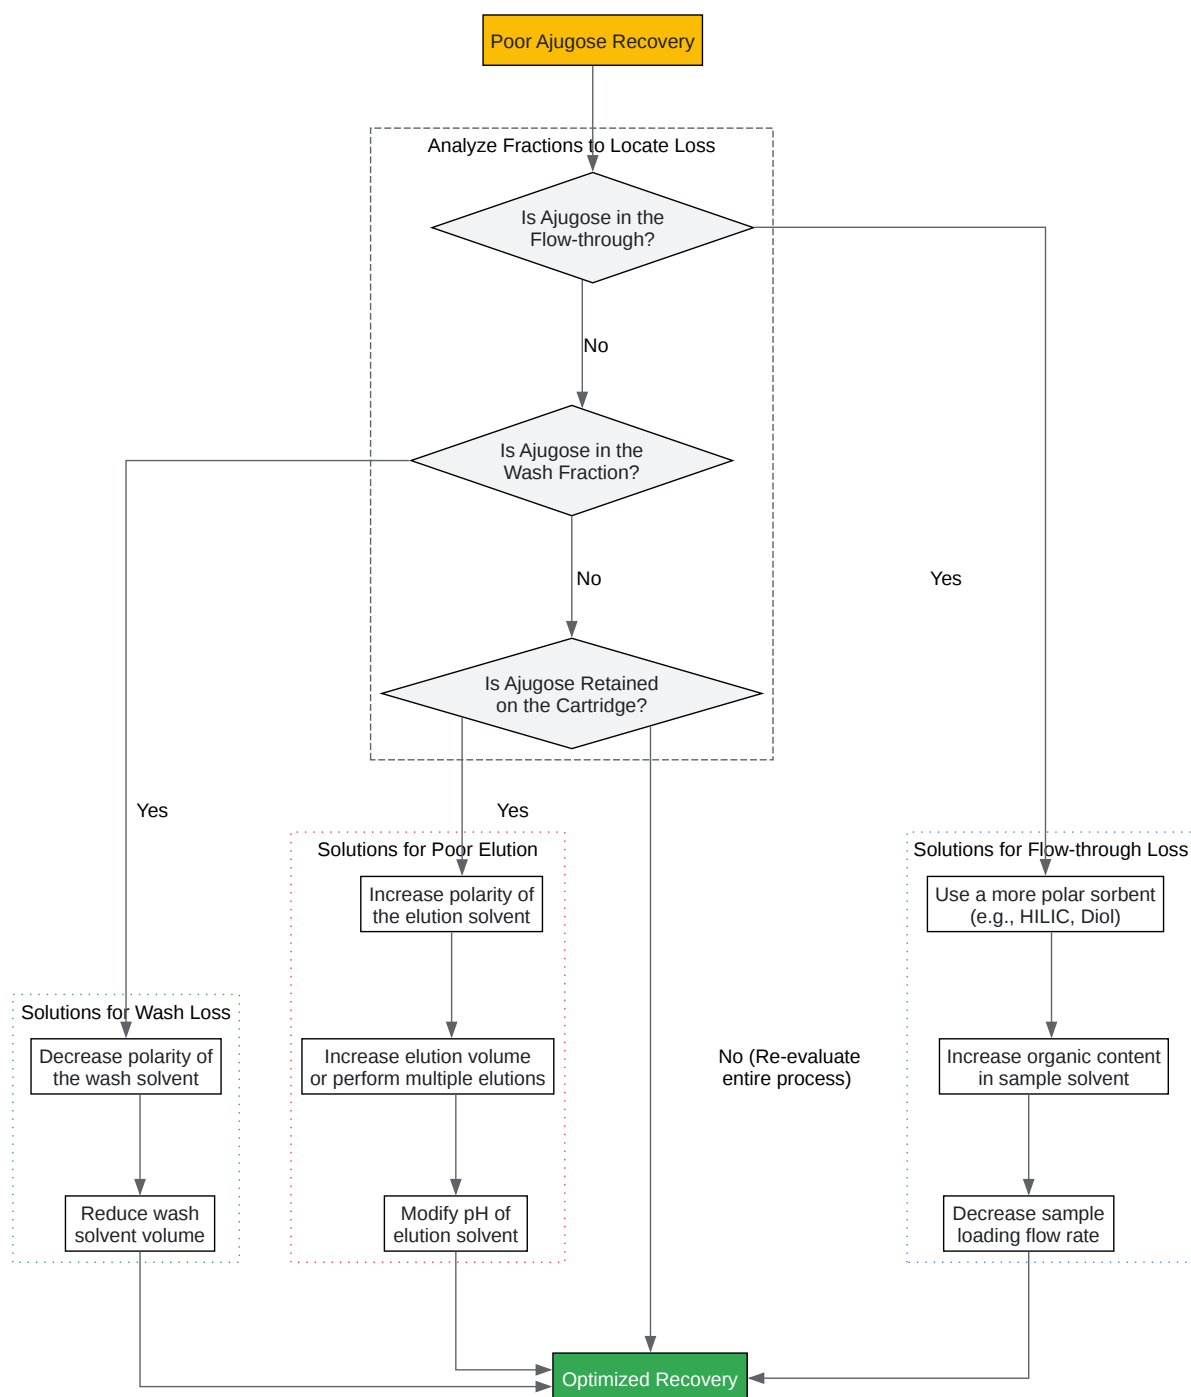 Poor Ajugose Recovery
Analyze Fractions to Locate Loss
Is Ajugose in the
Flow-through?
No
Is Ajugose in the
Wash Fraction?
No
Yes
Is Ajugose Retained
on the Cartridge?
Yes
Yes
Solutions for Poor Elution
Solutions for Flow-through Loss
Increase polarity of
the elution solvent
Use a more polar sorbent
(e.g., HILIC, Diol)
Solutions for Wash Loss
Decrease polarity of
the wash solvent
Increase elution volume
or perform multiple elutions
No (Re-evaluate
entire process)
Increase organic content
in sample solvent
Reduce wash
solvent volume
Modify pH of
elution solvent
Decrease sample
loading flow rate
Optimized Recovery